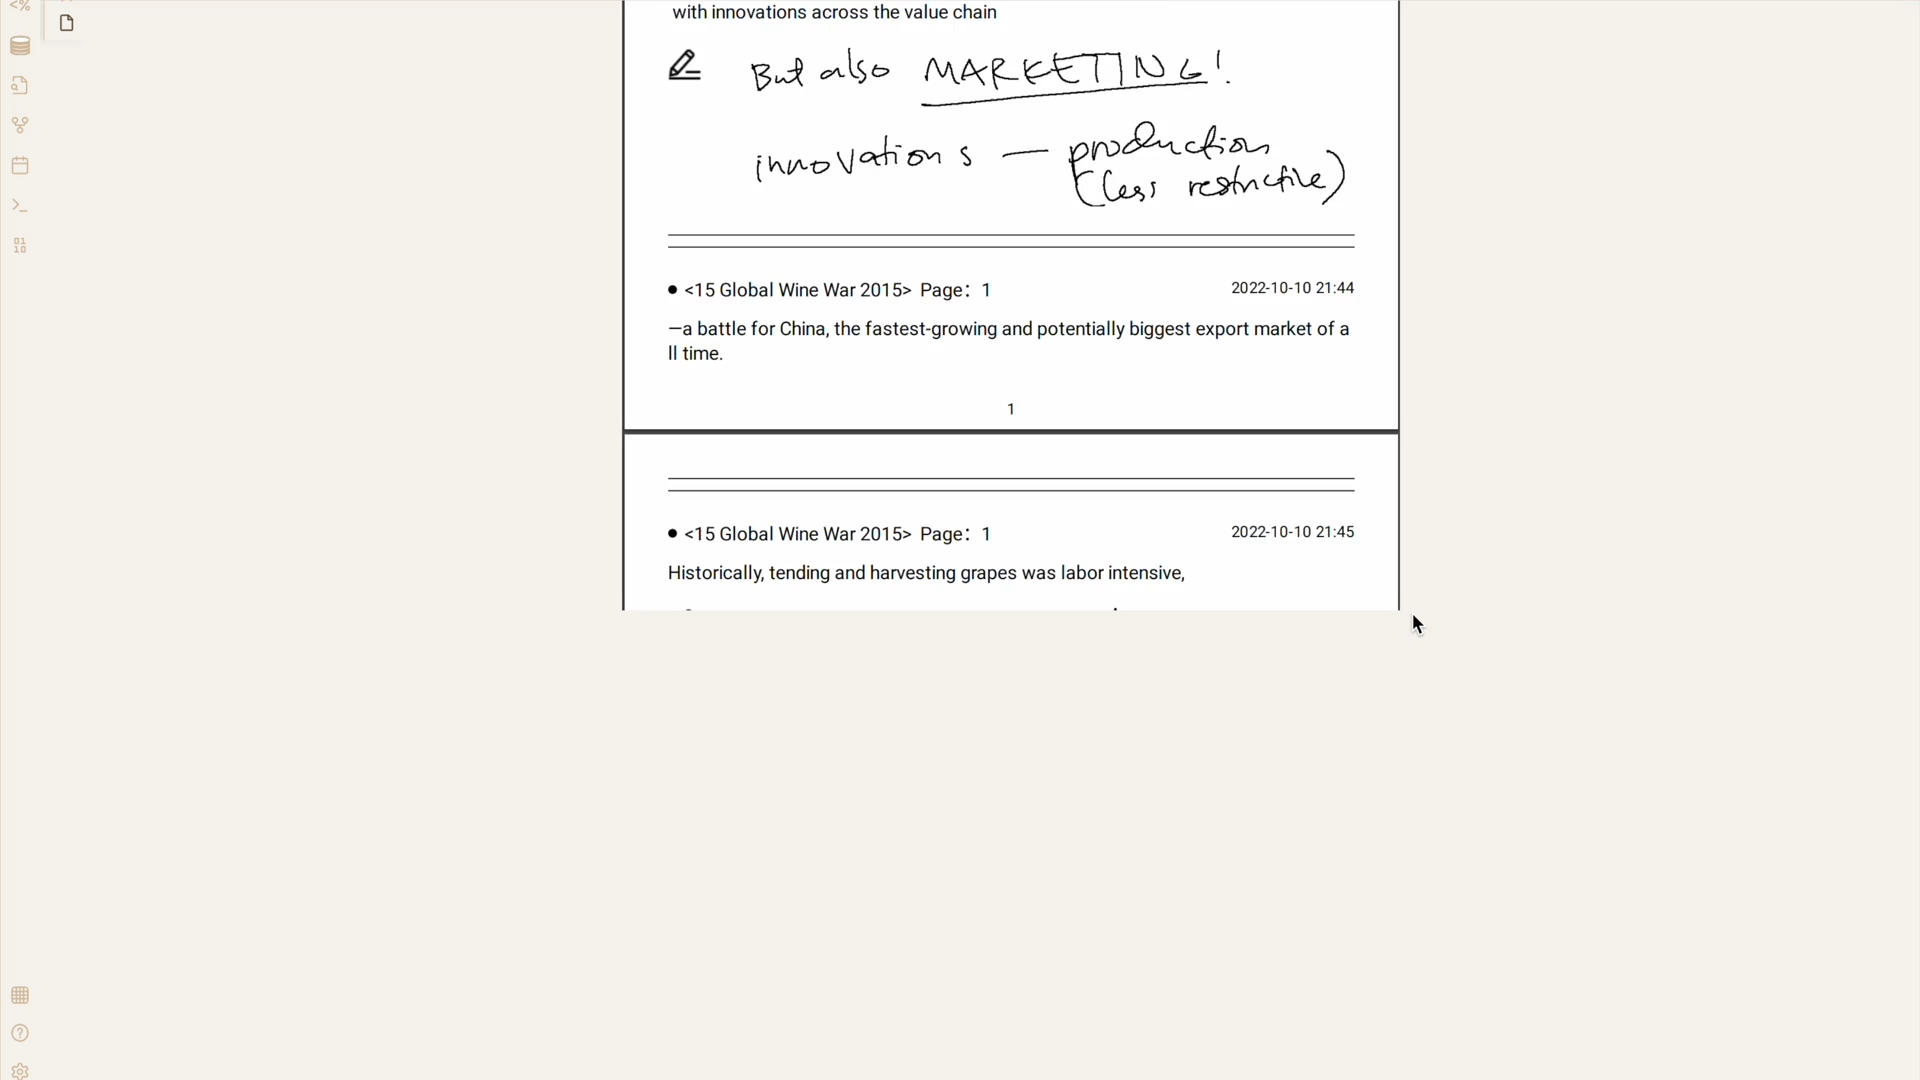 with innovations across the value chain
But also MARKETING!
innovations — production
(less restrictive)
● <15 Global Wine War 2015> Page： 1 2022-10-10 21:44
—a battle for China, the fastest-growing and potentially biggest export market of a
ll time.
1
● <15 Global Wine War 2015> Page： 1 2022-10-10 21:45
Historically, tending and harvesting grapes was labor intensive,